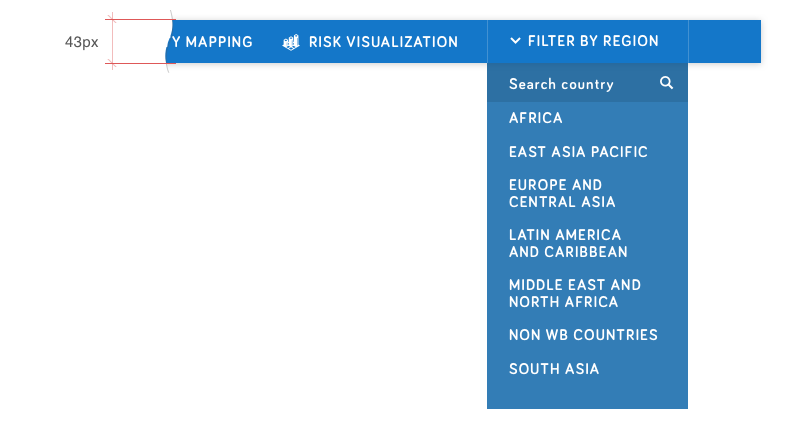 43px
Y MAPPING
RISK VISUALIZATION
FILTER BY REGION
Search country
AFRICA
EAST ASIA PACIFIC
EUROPE AND
CENTRAL ASIA
LATIN AMERICA
AND CARIBBEAN
MIDDLE EAST AND
NORTH AFRICA
NON WB COUNTRIES
SOUTH ASIA